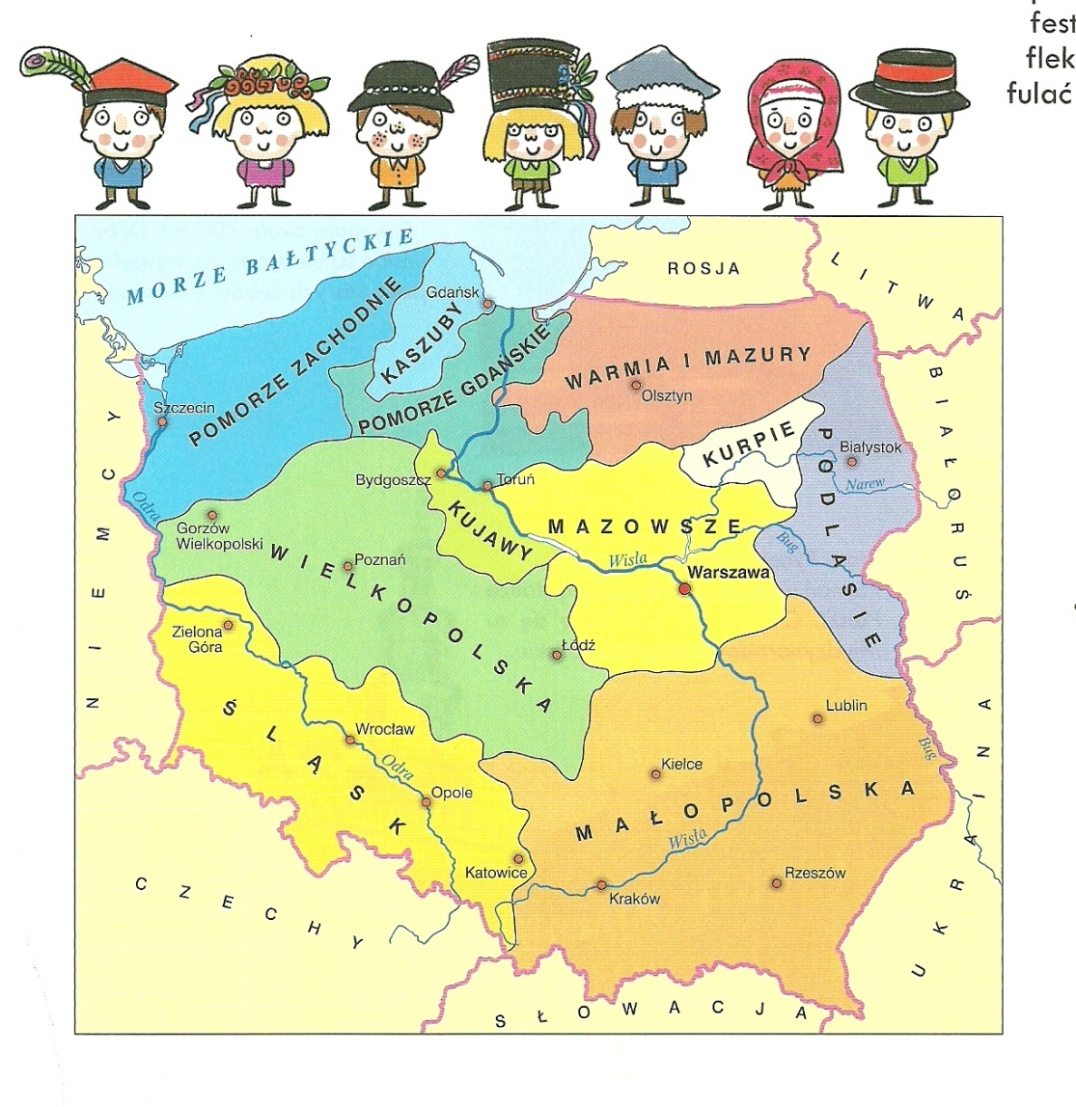 fest
flek
fulać
MORZE BAŁTYCKIE
ROSJA
LITWA
Gdańsk
POMORZE ZACHODNIE
KASZUBY
POMORZE GDAŃSKIE
WARMIA I MAZURY
Olsztyn
BIAŁORUŚ
Szczecin
KURPIE
PODLASIE
Białystok
Narew
NIEMCY
Odra
Bydgoszcz
Toruń
Gorzów
Wielkopolski
KUJAWY
MAZOWSZE
Bug
WIELKOPOLSKA
Poznań
Wisła
Warszawa
Zielona
Góra
Łódź
ŚLĄSK
Wrocław
Lublin
Bug
Odra
Kielce
Opole
MAŁOPOLSKA
Wisła
UKRAINA
Katowice
Kraków
Rzeszów
CZECHY
SŁOWACJA